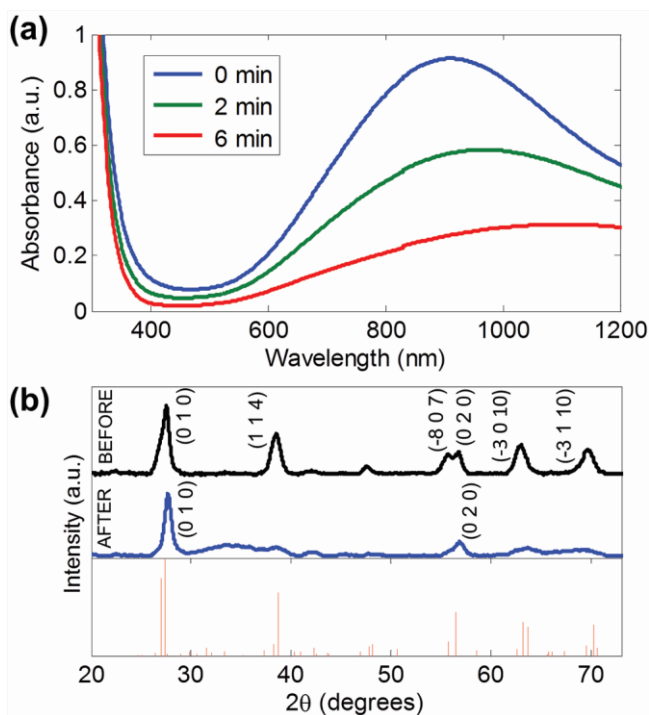 (a)
1
0.8
0.6
0.4
0.2
0
Absorbance (a.u.)
0 min
2 min
6 min
400 600 800 1000 1200
Wavelength (nm)
(b)
BEFORE
(0 1 0)
(1 1 4)
(-8 0 7)
(0 2 0)
(-3 0 10)
(-3 1 10)
AFTER
(0 1 0)
(0 2 0)
Intensity (a.u.)
20 30 40 50 60 70
2θ (degrees)